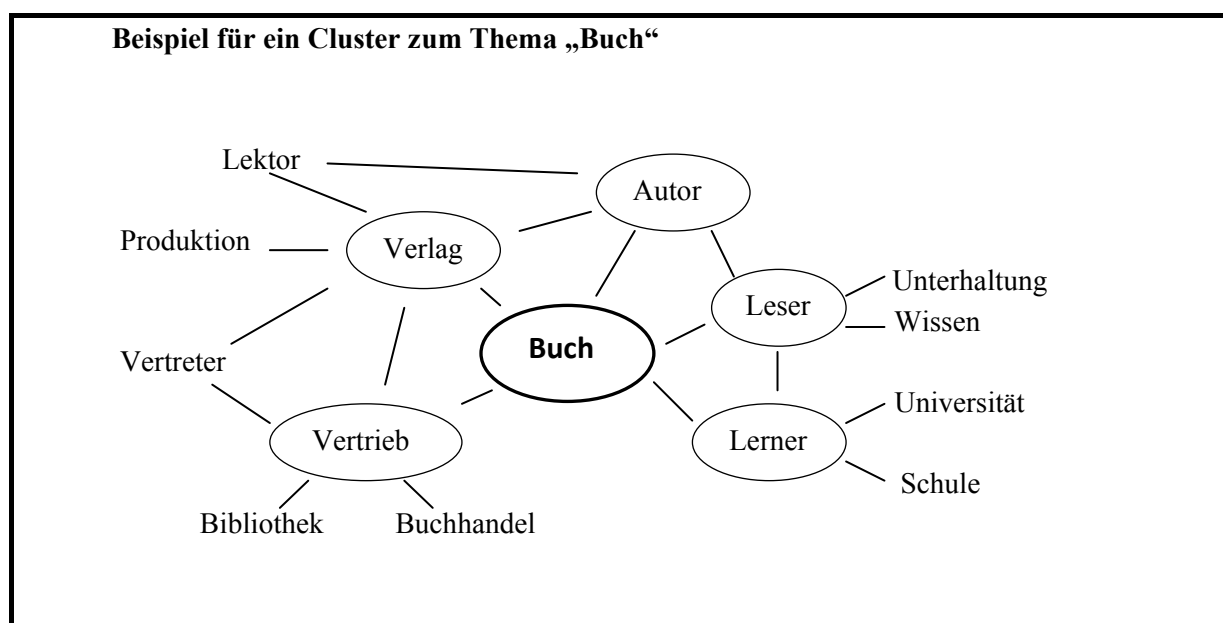 Beispiel für ein Cluster zum Thema „Buch“
Lektor
Autor
Produktion
Verlag
Unterhaltung
Leser
Wissen
Buch
Vertreter
Universität
Vertrieb
Lerner
Schule
Bibliothek
Buchhandel